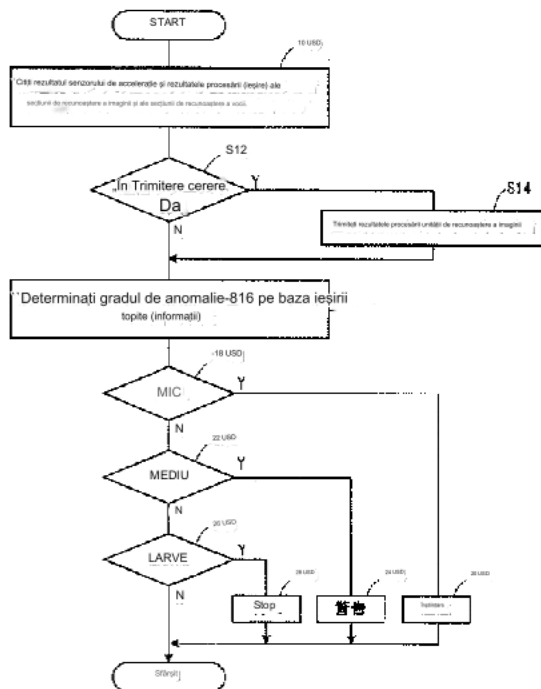 START
10 USD
Citiți rezultatul senzorului de accelerație și rezultatele procesării (ieșire) ale
secțiunii de recunoaștere a imaginii și ale secțiunii de recunoaștere a vocii.
S12
„În Trimitere cerere.
Da
Y
N
S14
Trimiteți rezultatele procesării unității de recunoaștere a imaginii
Determinați gradul de anomalie-816 pe baza ieșirii
topite (informații)
-18 USD
MIC
Y
N
22 USD
MEDIU
Y
N
26 USD
LARVE
Y
N
28 USD
24 USD
20 USD
Stop
警告
Sfârșit